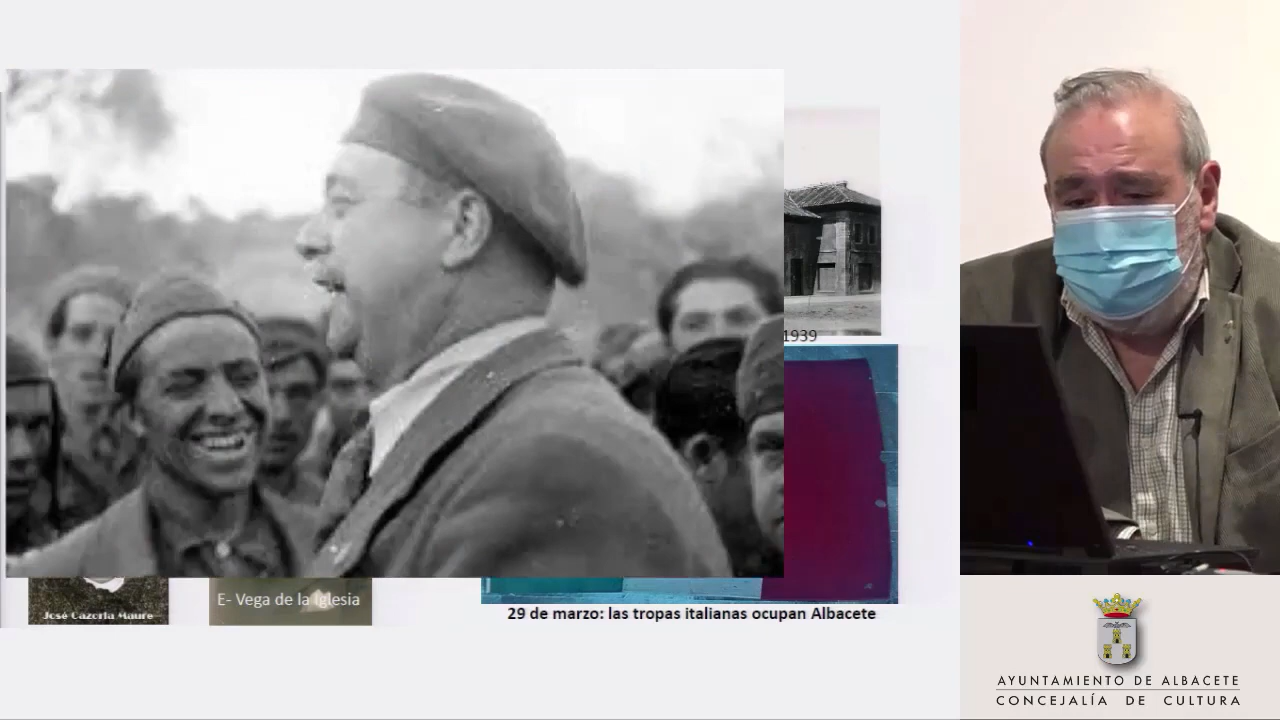 1939
José Cazorla Maure
E- Vega de la Iglesia
29 de marzo: las tropas italianas ocupan Albacete
AYUNTAMIENTO DE ALBACETE
CONCEJALÍA DE CULTURA